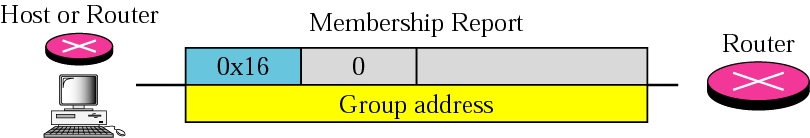 Host or Router
Membership Report
Router
0x16
0
Group address